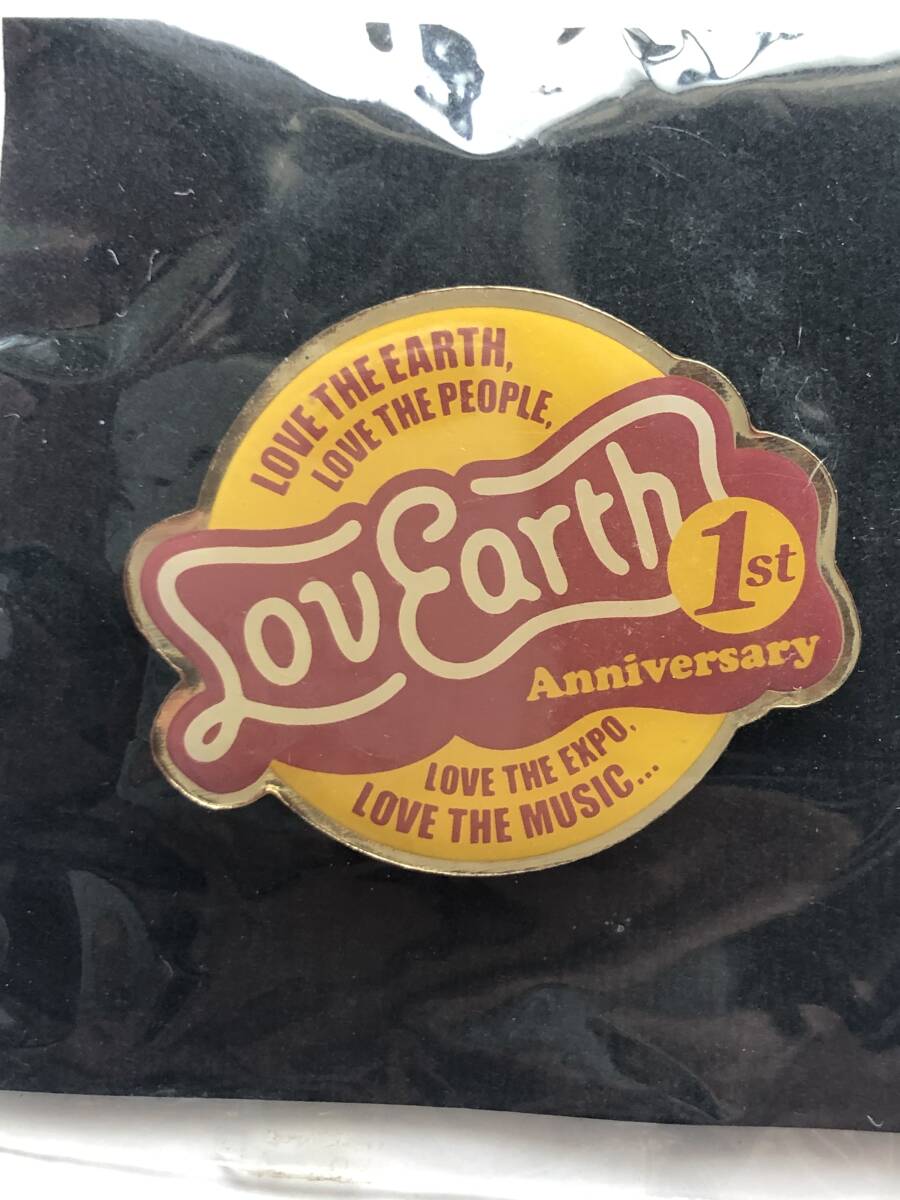 LOVE THE EARTH,
LOVE THE PEOPLE,
LovEarth
1st
Anniversary
LOVE THE EXPO,
LOVE THE MUSIC...